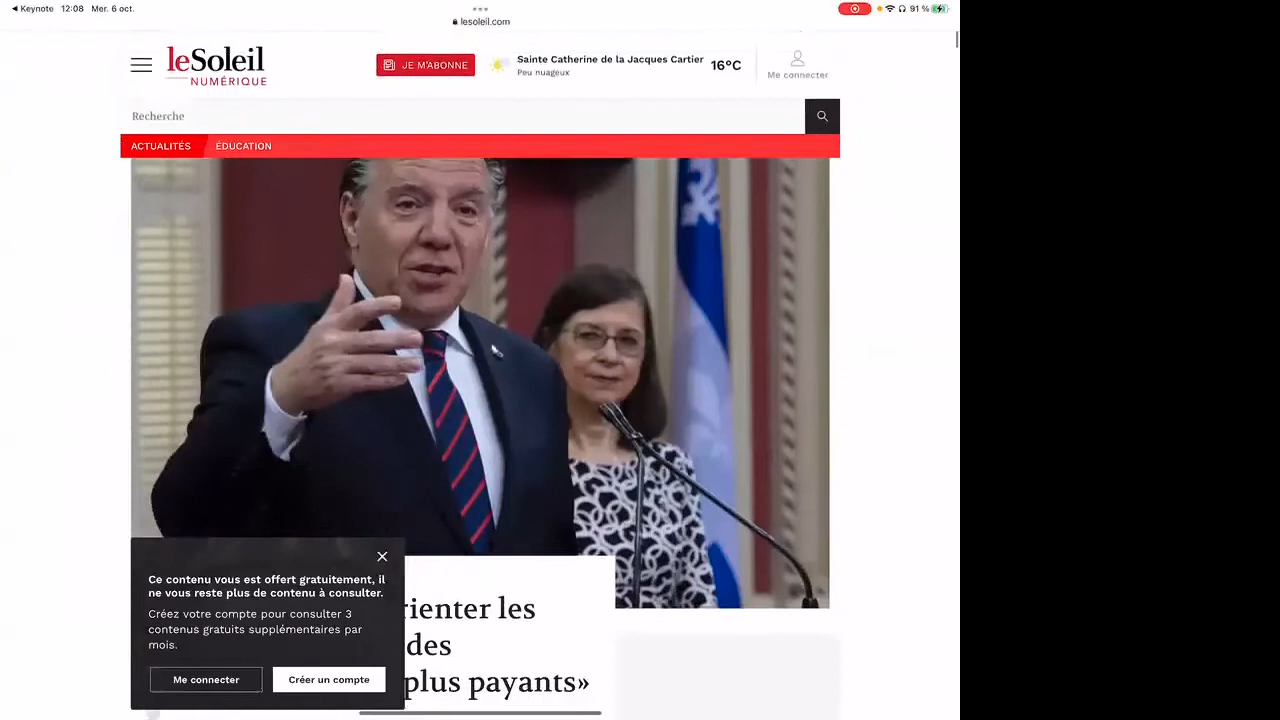 Keynote 12:08 Mer. 6 oct.
91 %
lesoleil.com
leSoleil
NUMÉRIQUE
JE M'ABONNE
Sainte Catherine de la Jacques Cartier
Peu nuageux
16°C
Me connecter
Recherche
ACTUALITÉS
ÉDUCATION
Ce contenu vous est offert gratuitement, il
ne vous reste plus de contenu à consulter.
Créez votre compte pour consulter 3
contenus gratuits supplémentaires par
mois.
Me connecter
Créer un compte
rienter les
des
plus payants»